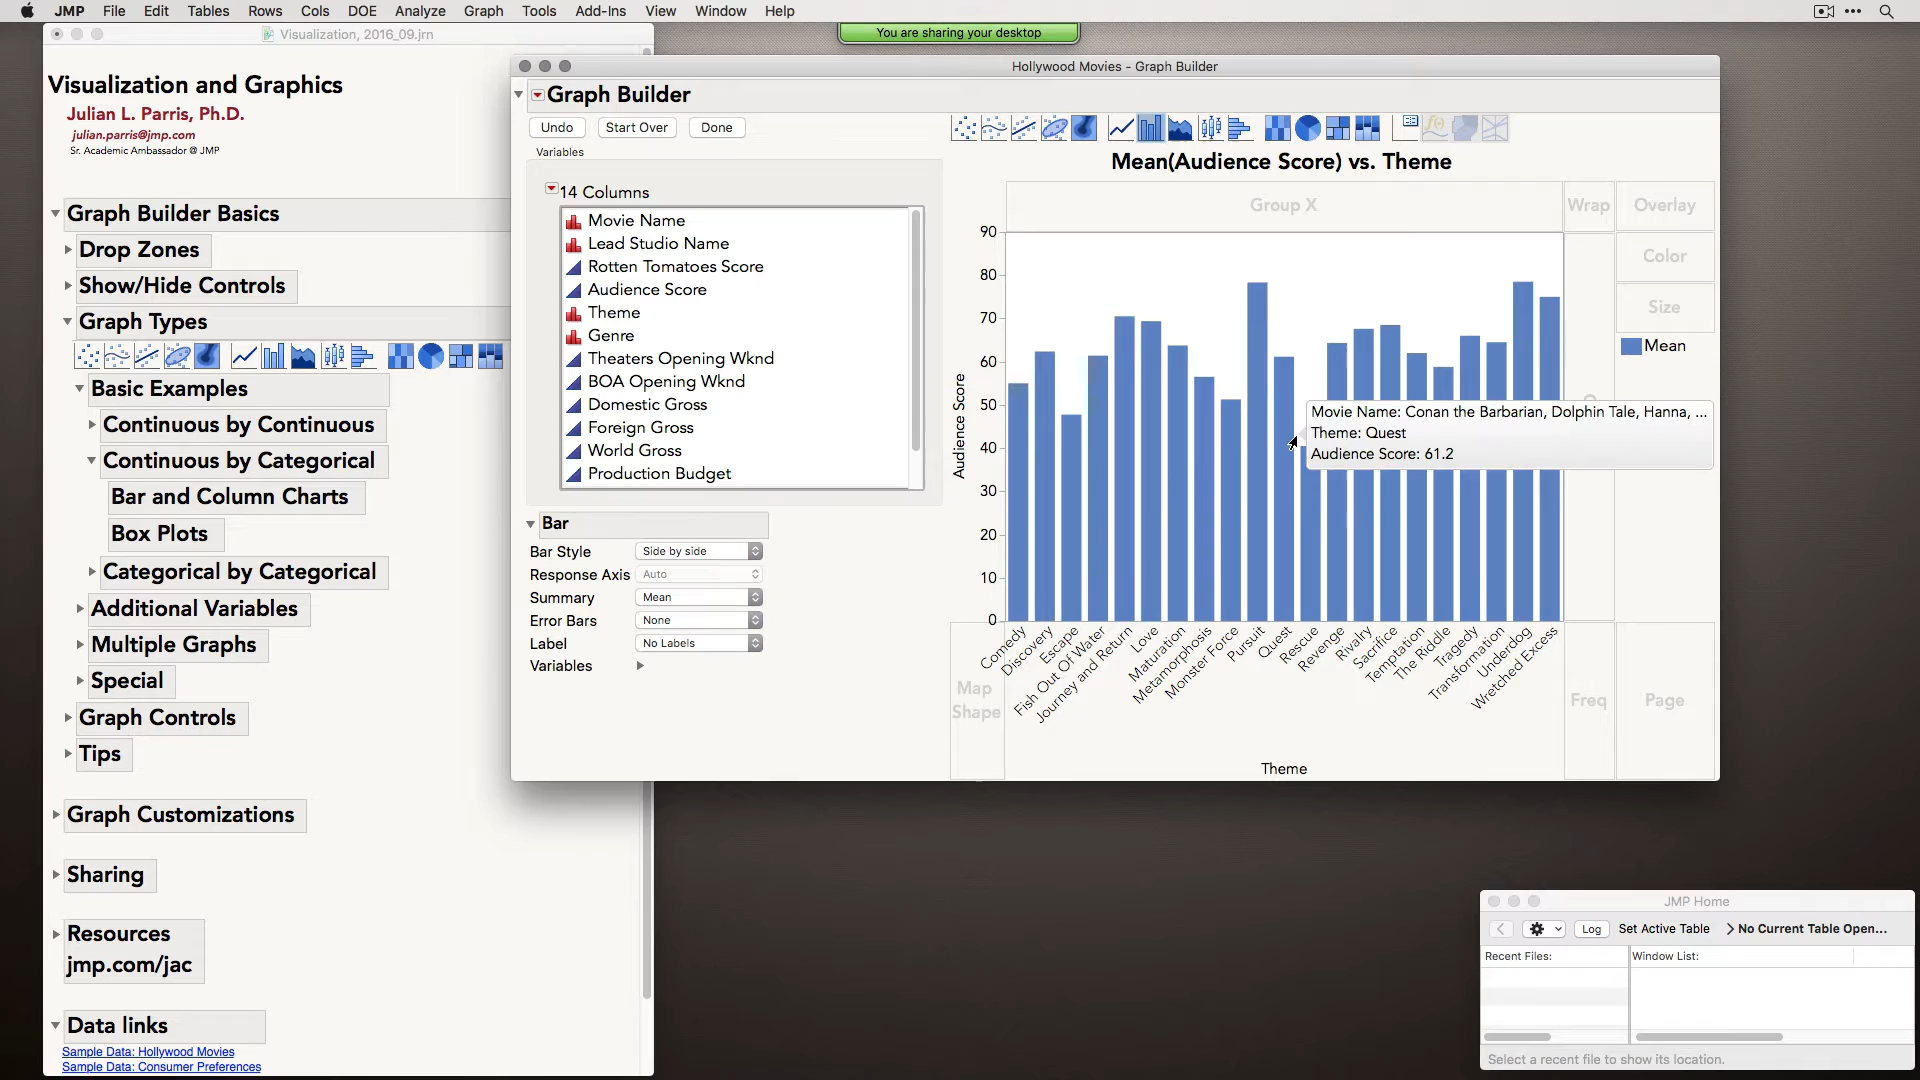 JMP File Edit Tables Rows Cols DOE Analyze Graph Tools Add-Ins View Window Help
You are sharing your desktop
Visualization, 2016_09.jrn
Visualization and Graphics
Julian L. Parris, Ph.D.
julian.parris@jmp.com
Sr. Academic Ambassador @ JMP
Graph Builder Basics
Drop Zones
Show/Hide Controls
Graph Types
Basic Examples
Continuous by Continuous
Continuous by Categorical
Bar and Column Charts
Box Plots
Categorical by Categorical
Additional Variables
Multiple Graphs
Special
Graph Controls
Tips
Graph Customizations
Sharing
Resources
jmp.com/jac
Data links
Sample Data: Hollywood Movies
Sample Data: Consumer Preferences
Hollywood Movies - Graph Builder
Graph Builder
Undo Start Over Done
Variables
14 Columns
Movie Name
Lead Studio Name
Rotten Tomatoes Score
Audience Score
Theme
Genre
Theaters Opening Wknd
BOA Opening Wknd
Domestic Gross
Foreign Gross
World Gross
Production Budget
Bar
Bar Style Side by side
Response Axis Auto
Summary Mean
Error Bars None
Label No Labels
Variables
Mean(Audience Score) vs. Theme
Group X
Wrap
Overlay
Color
Size
Mean
90
80
70
60
50
40
30
20
10
0
Audience Score
Movie Name: Conan the Barbarian, Dolphin Tale, Hanna, ...
Theme: Quest
Audience Score: 61.2
Comedy
Discovery
Escape
Fish Out Of Water
Journey and Return
Love
Maturation
Metamorphosis
Monster Force
Pursuit
Quest
Rescue
Revenge
Rivalry
Sacrifice
Temptation
The Riddle
Tragedy
Transformation
Underdog
Wretched Excess
Map
Shape
Freq
Page
Theme
JMP Home
Log Set Active Table No Current Table Open...
Recent Files: Window List:
Select a recent file to show its location.